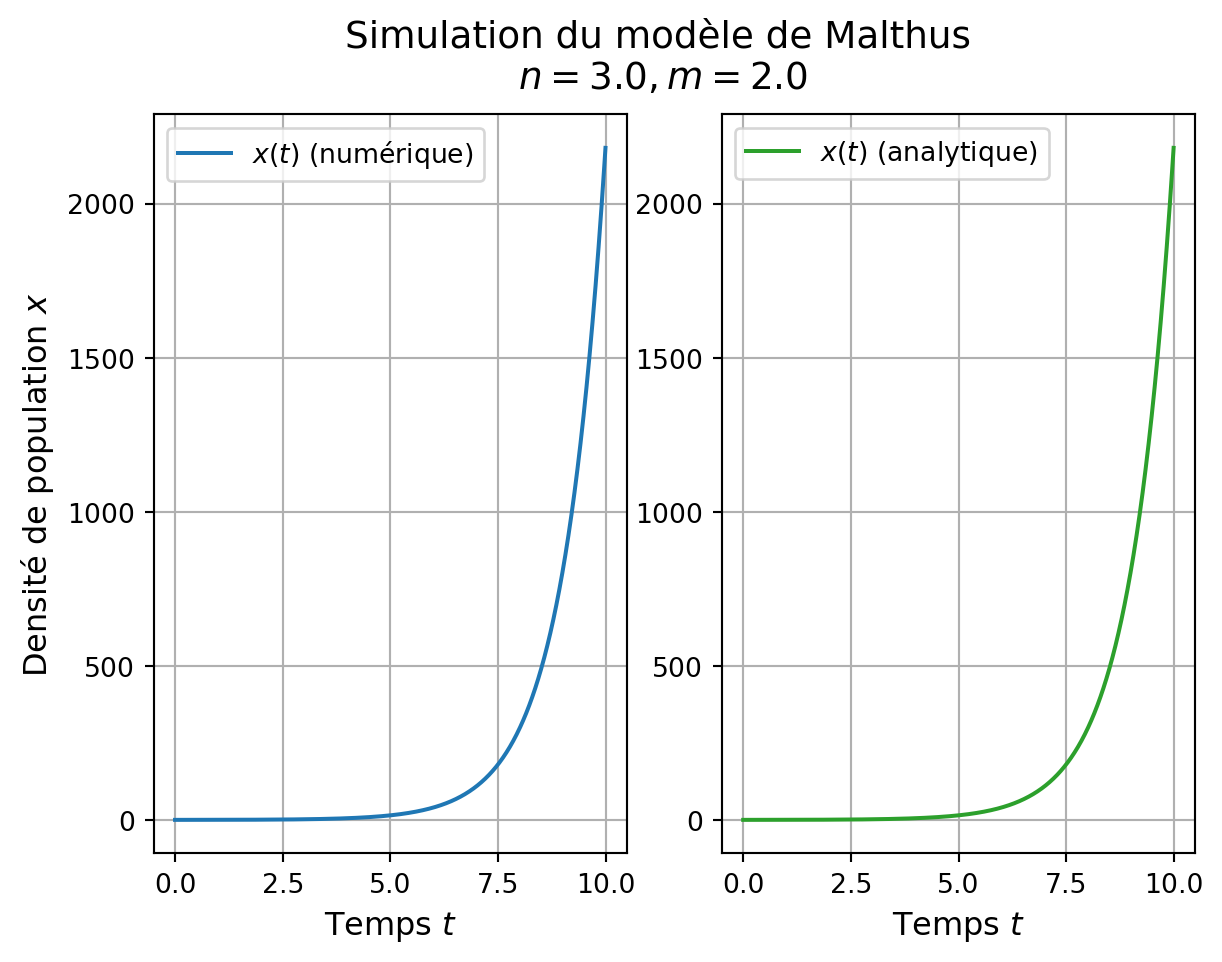 Simulation du modèle de Malthus
n = 3.0, m = 2.0
Densité de population x
x(t) (numérique)
2000
1500
1000
500
0
0.0 2.5 5.0 7.5 10.0
Temps t
x(t) (analytique)
2000
1500
1000
500
0
0.0 2.5 5.0 7.5 10.0
Temps t